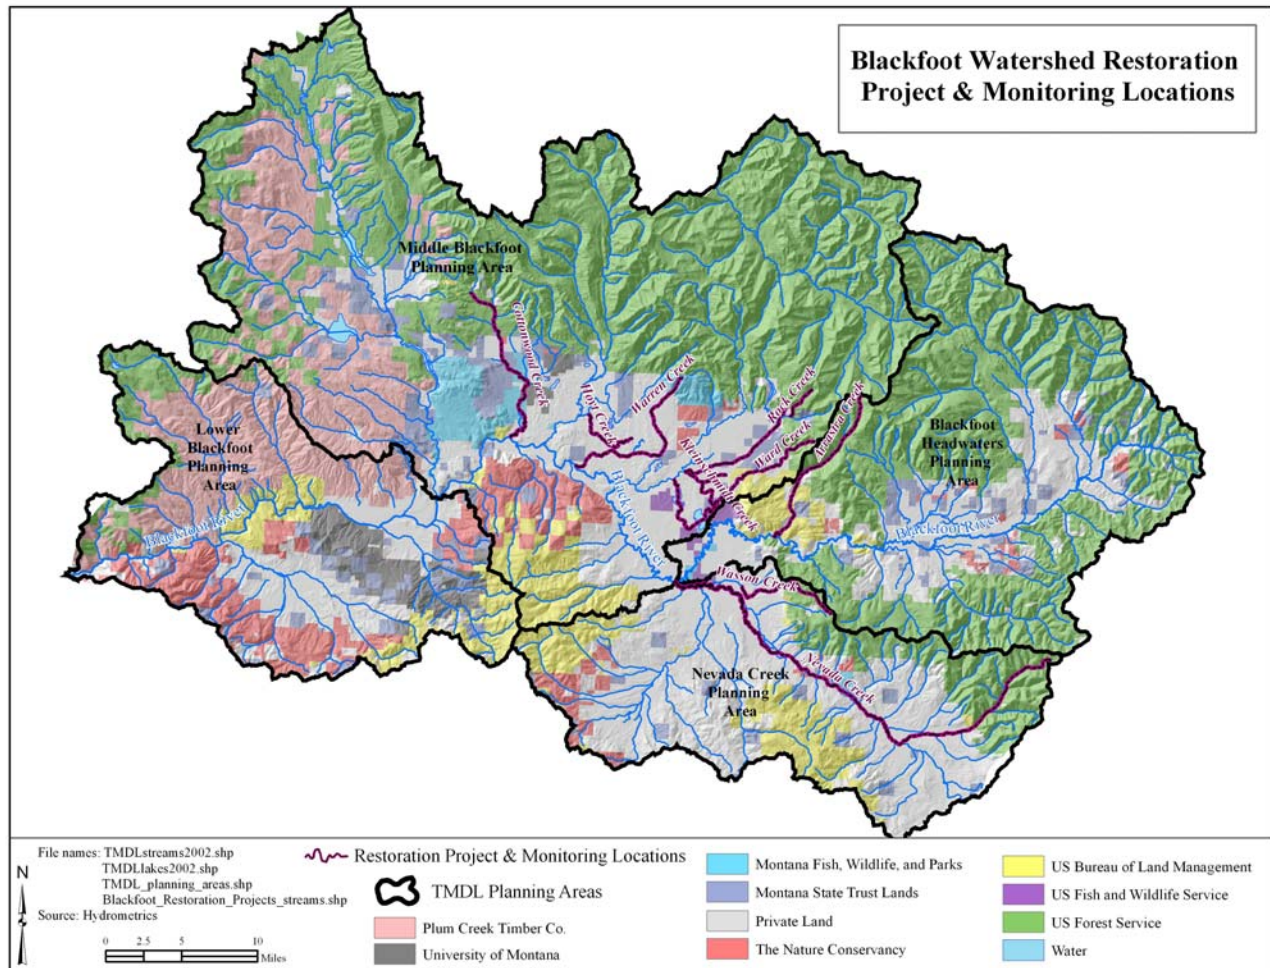 Blackfoot Watershed Restoration
Project & Monitoring Locations
Middle Blackfoot
Planning Area
Cottonwood Creek
Hoyt Creek
Warren Creek
Rock Creek
Ward Creek
Arrastra Creek
Kleinschmidt Creek
Lower
Blackfoot
Planning
Area
Blackfoot
Headwaters
Planning
Area
Blackfoot River
Blackfoot River
Blackfoot River
Wasson Creek
Nevada Creek
Nevada Creek
Planning
Area
File names: TMDLstreams2002.shp
TMDLlakes2002.shp
TMDL_planning_areas.shp
Blackfoot_Restoration_Projects_streams.shp
Source: Hydrometrics
N
0 2.5 5 10
Miles
Restoration Project & Monitoring Locations
TMDL Planning Areas
Plum Creek Timber Co.
University of Montana
Montana Fish, Wildlife, and Parks
Montana State Trust Lands
Private Land
The Nature Conservancy
US Bureau of Land Management
US Fish and Wildlife Service
US Forest Service
Water